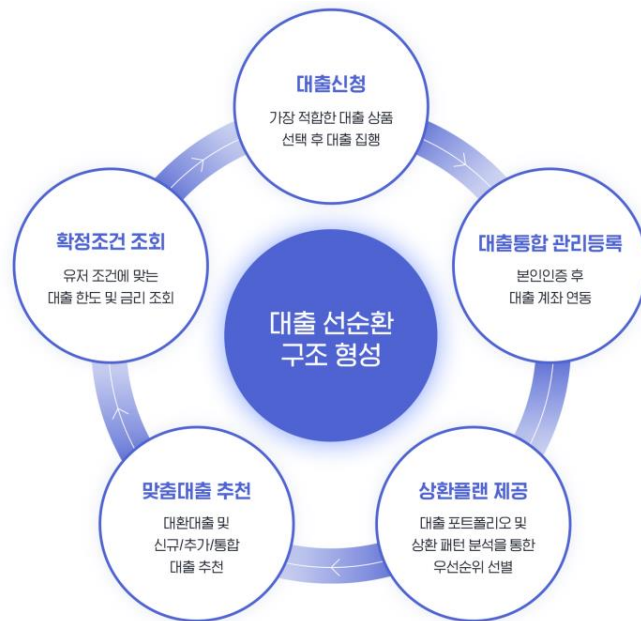 대출신청
가장 적합한 대출 상품
선택 후 대출 집행
확정조건 조회
유저 조건에 맞는
대출 한도 및 금리 조회
대출통합 관리등록
본인인증 후
대출 계좌 연동
대출 선순환
구조 형성
맞춤대출 추천
대환대출 및
신규/추가/통합
대출 추천
상환플랜 제공
대출 포트폴리오 및
상환 패턴 분석을 통한
우선순위 선별